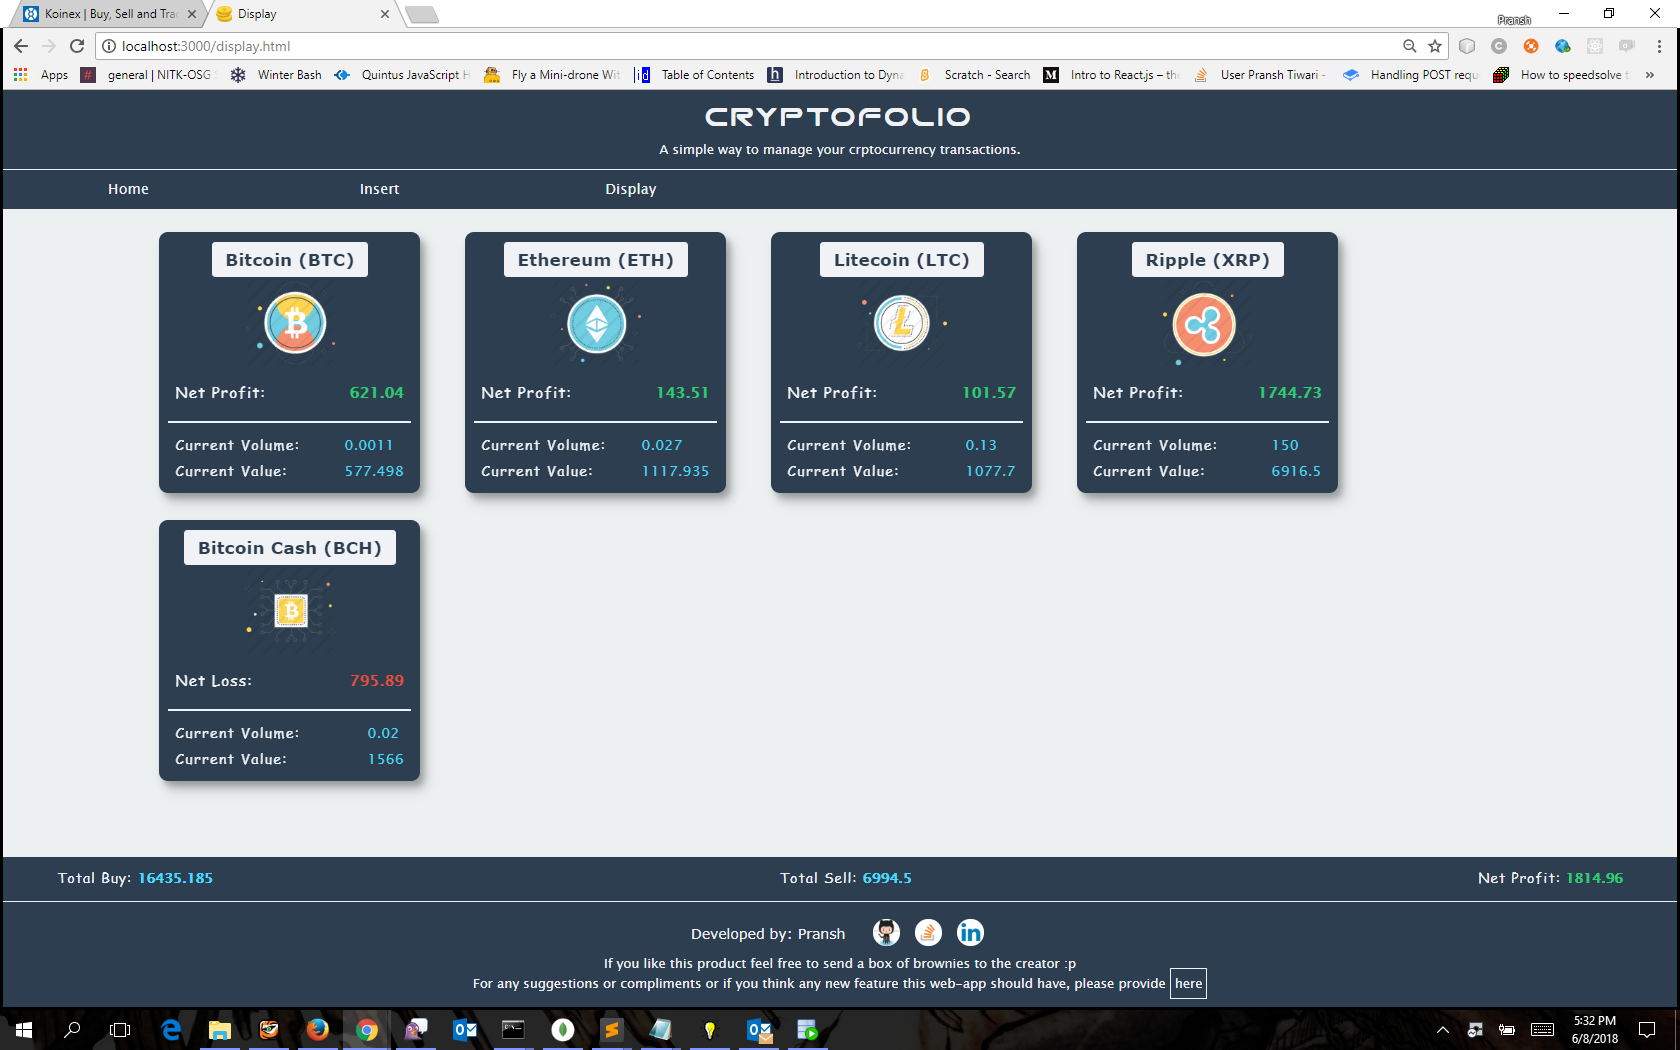 Koinex | Buy, Sell and Tra
Display
Pransh
localhost:3000/display.html
Apps
general | NITK-OSG
Winter Bash
Quintus JavaScript H
Fly a Mini-drone Wit
Table of Contents
Introduction to Dyna
Scratch - Search
Intro to React.js – the
User Pransh Tiwari -
Handling POST requ
How to speedsolve t
»
CRYPTOFOLIO
A simple way to manage your crptocurrency transactions.
Home
Insert
Display
Bitcoin (BTC)
Net Profit: 621.04
Current Volume: 0.0011
Current Value: 577.498
Ethereum (ETH)
Net Profit: 143.51
Current Volume: 0.027
Current Value: 1117.935
Litecoin (LTC)
Net Profit: 101.57
Current Volume: 0.13
Current Value: 1077.7
Ripple (XRP)
Net Profit: 1744.73
Current Volume: 150
Current Value: 6916.5
Bitcoin Cash (BCH)
Net Loss: 795.89
Current Volume: 0.02
Current Value: 1566
Total Buy: 16435.185
Total Sell: 6994.5
Net Profit: 1814.96
Developed by: Pransh
If you like this product feel free to send a box of brownies to the creator :p
For any suggestions or compliments or if you think any new feature this web-app should have, please provide here
5:32 PM
6/8/2018